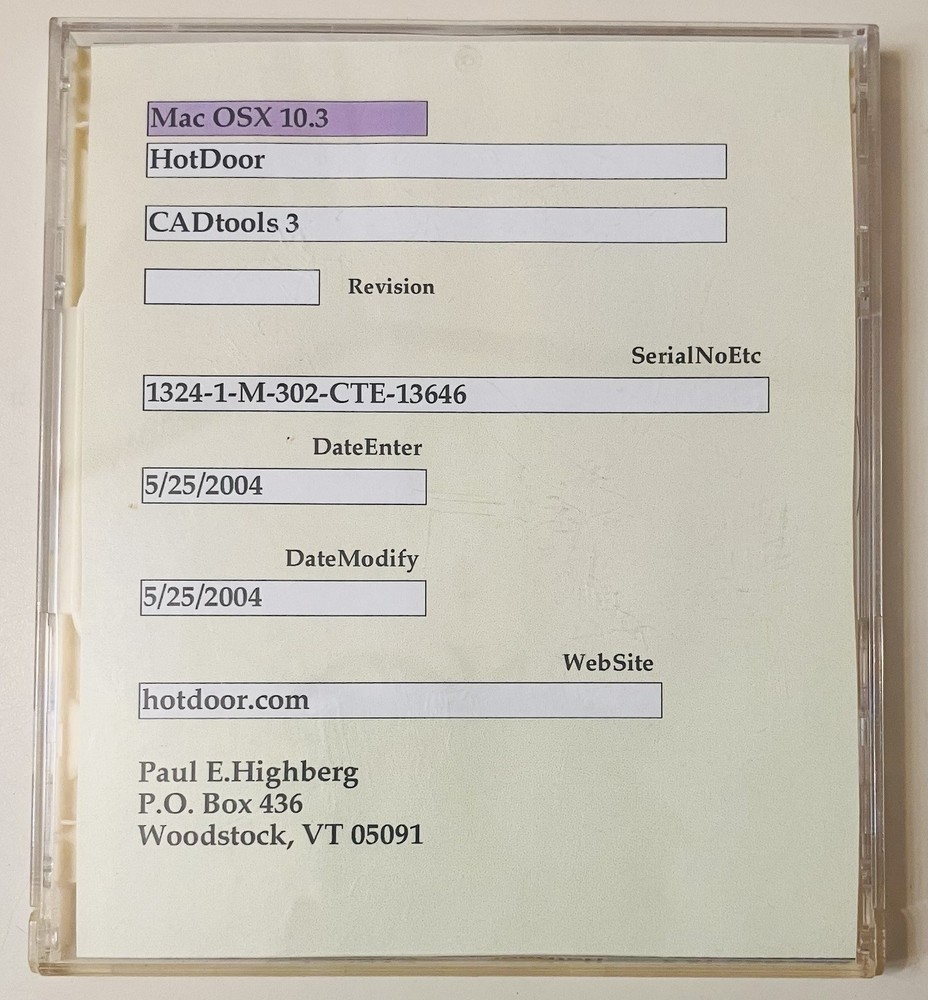 Mac OSX 10.3
HotDoor
CADtools 3
Revision
SerialNoEtc
1324-1-M-302-CTE-13646
DateEnter
5/25/2004
DateModify
5/25/2004
WebSite
hotdoor.com
Paul E.Highberg
P.O. Box 436
Woodstock, VT 05091